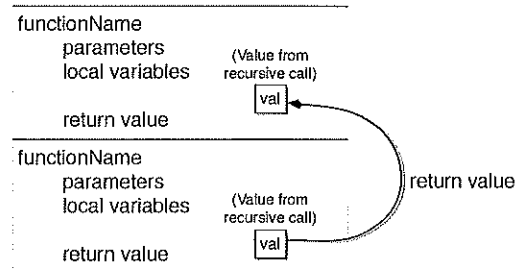 functionName
parameters
local variables
(Value from
recursive call)
val
return value
functionName
parameters
local variables
(Value from
recursive call)
val
return value
return value